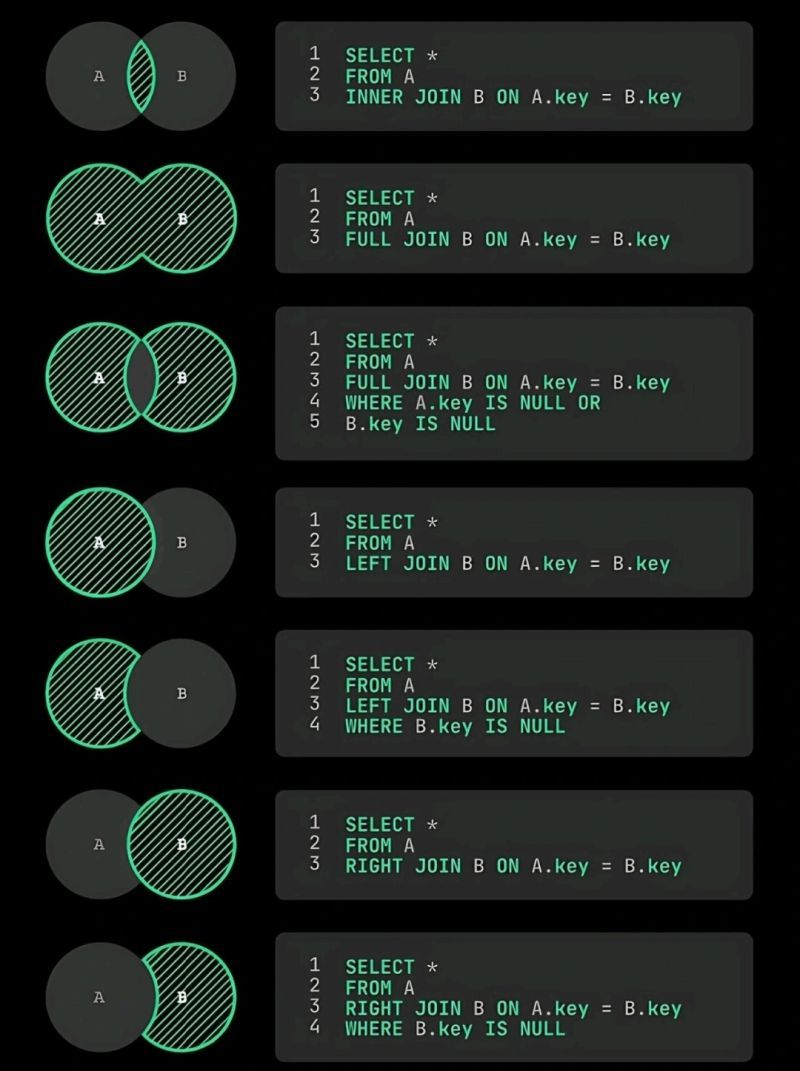 A B
1 SELECT *
2 FROM A
3 INNER JOIN B ON A.key = B.key
A B
1 SELECT *
2 FROM A
3 FULL JOIN B ON A.key = B.key
A B
1 SELECT *
2 FROM A
3 FULL JOIN B ON A.key = B.key
4 WHERE A.key IS NULL OR
5 B.key IS NULL
A B
1 SELECT *
2 FROM A
3 LEFT JOIN B ON A.key = B.key
A B
1 SELECT *
2 FROM A
3 LEFT JOIN B ON A.key = B.key
4 WHERE B.key IS NULL
A B
1 SELECT *
2 FROM A
3 RIGHT JOIN B ON A.key = B.key
A B
1 SELECT *
2 FROM A
3 RIGHT JOIN B ON A.key = B.key
4 WHERE B.key IS NULL